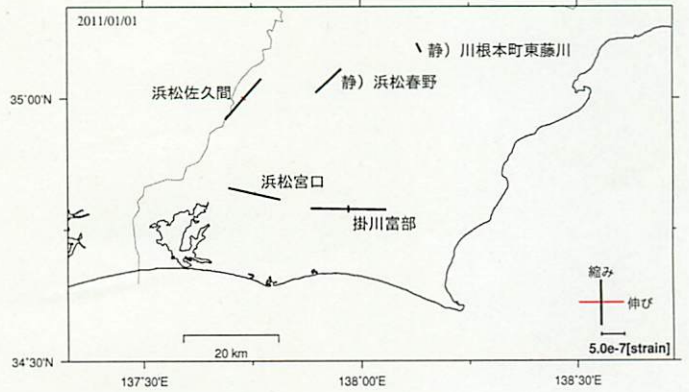 2011/01/01
静）川根本町東藤川
静）浜松春野
浜松佐久間
35°00'N
浜松宮口
掛川富部
縮み
伸び
5.0e-7[strain]
20 km
34°30'N
137°30'E
138°00'E
138°30'E